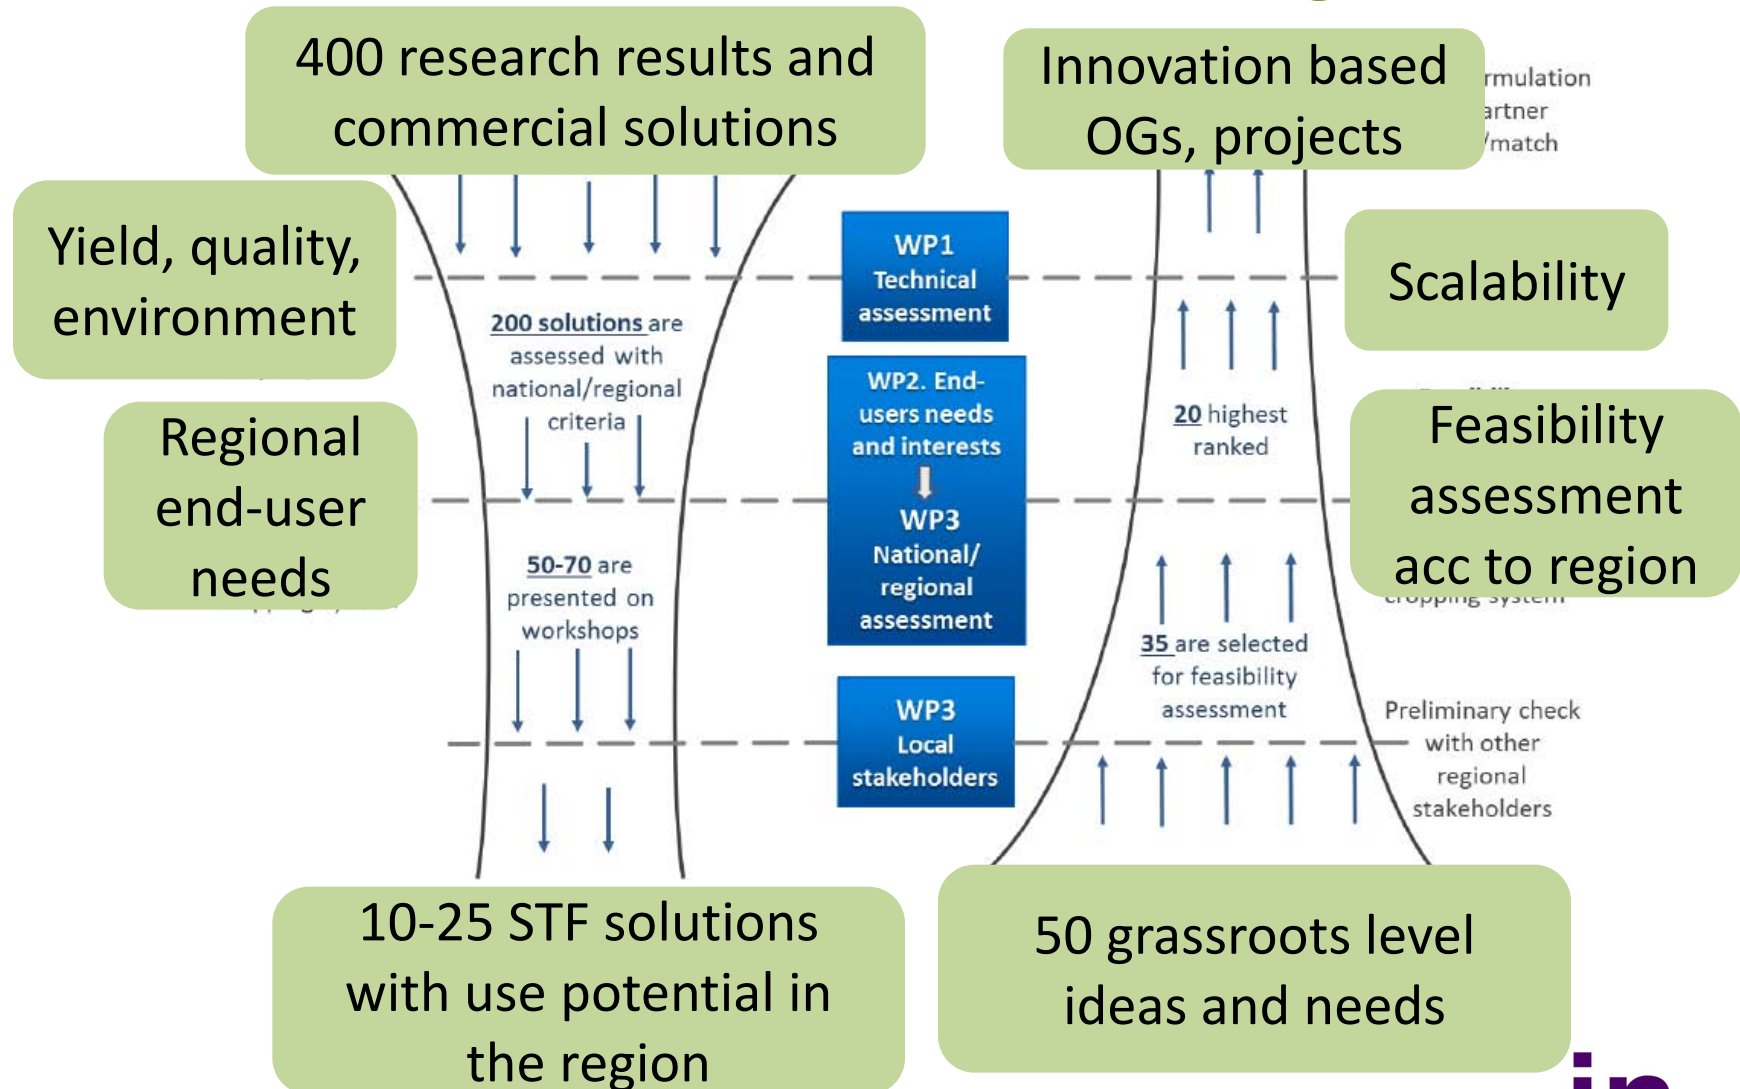 400 research results and
commercial solutions
Innovation based
OGs, projects
/match
Yield, quality,
environment
WP1
Technical
assessment
Scalability
200 solutions are
assessed with
national/regional
criteria
WP2. End-
users needs
and interests
WP3
National/
regional
assessment
20 highest
ranked
Regional
end-user
needs
Feasibility
assessment
acc to region
cropping system
50-70 are
presented on
workshops
35 are selected
for feasibility
assessment
WP3
Local
stakeholders
Preliminary check
with other
regional
stakeholders
10-25 STF solutions
with use potential in
the region
50 grassroots level
ideas and needs
in